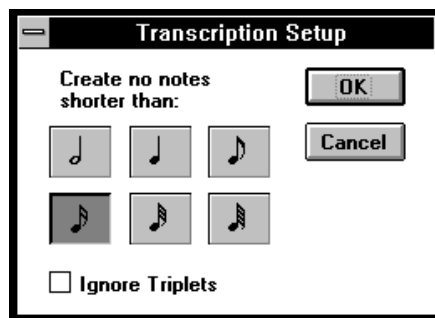 Transcription Setup
Create no notes
shorter than:
OK
Cancel
Ignore Triplets